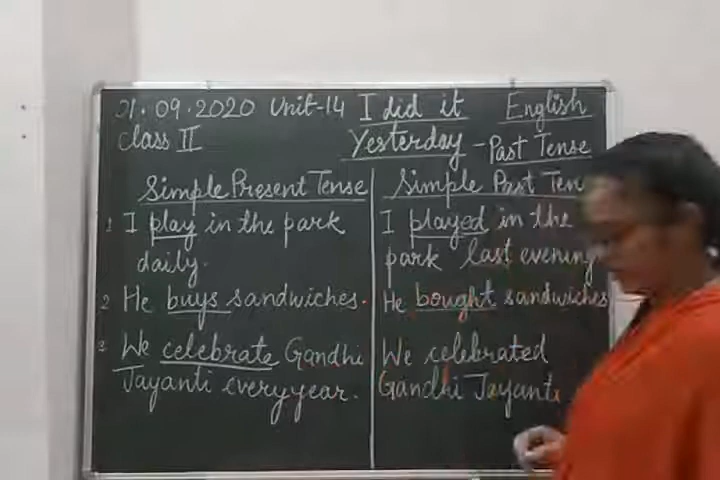 01.09.2020 Unit-14 I did it English
Class II Yesterday - Past Tense
Simple Present Tense
1 I play in the park
daily.
2 He buys sandwiches.
3 We celebrate Gandhi
Jayanti every year.
Simple Past Ten
I played in the
park last evening
He bought sandwiches
We celebrated
Gandhi Jayanti